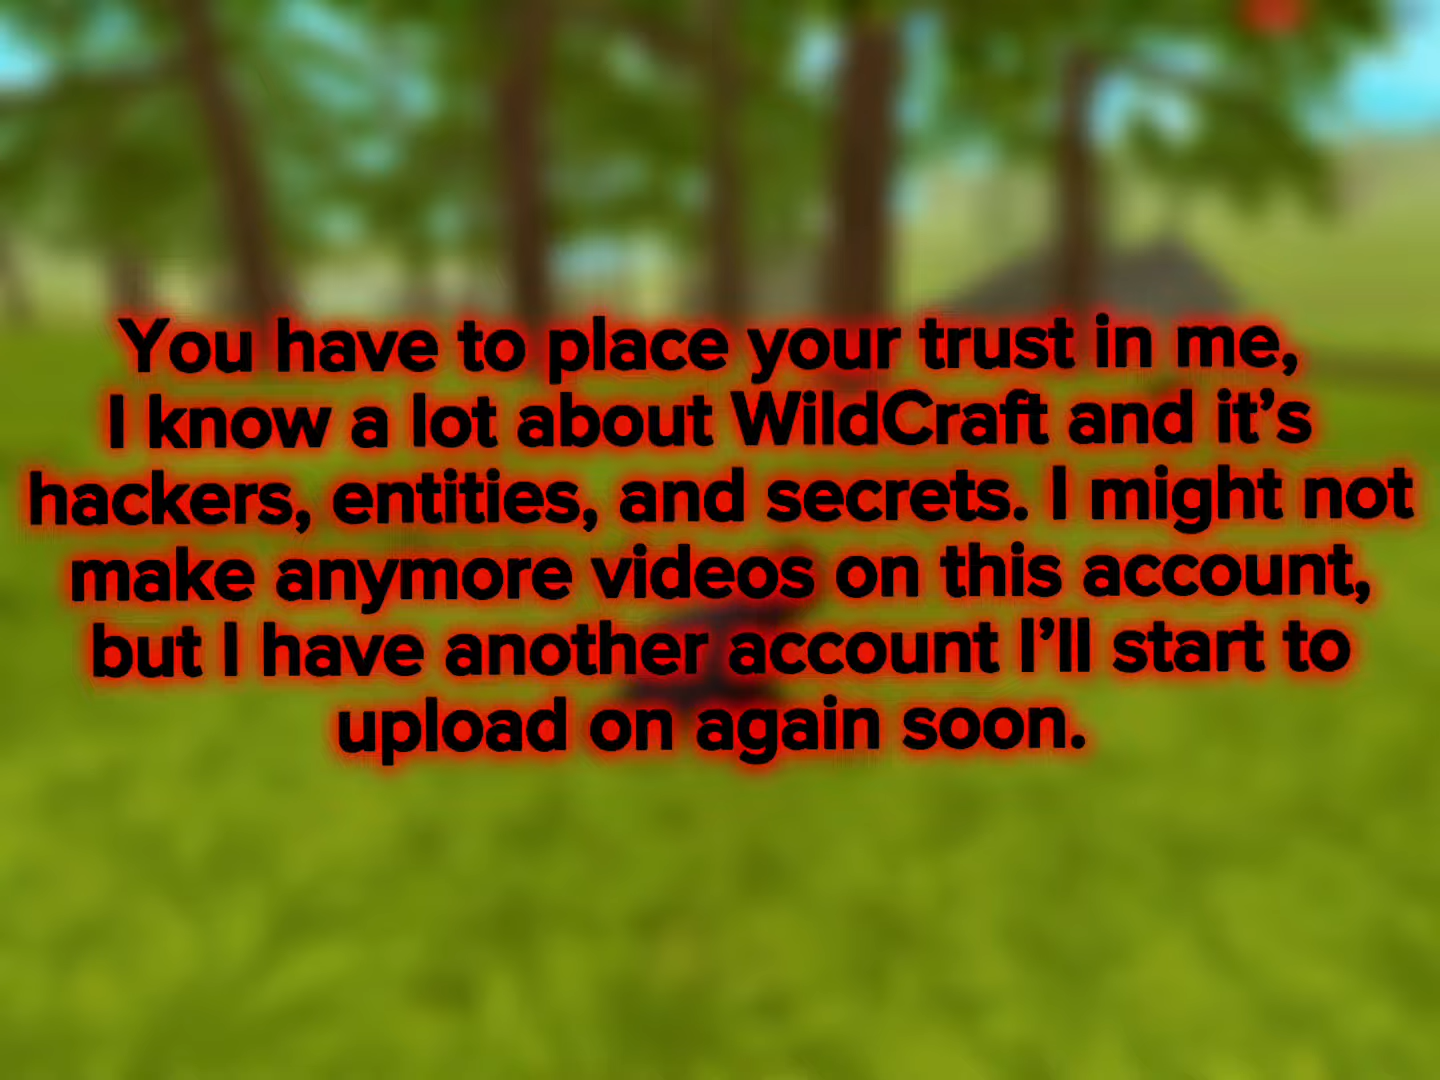 You have to place your trust in me,
I know a lot about WildCraft and it’s
hackers, entities, and secrets. I might not
make anymore videos on this account,
but I have another account I’ll start to
upload on again soon.